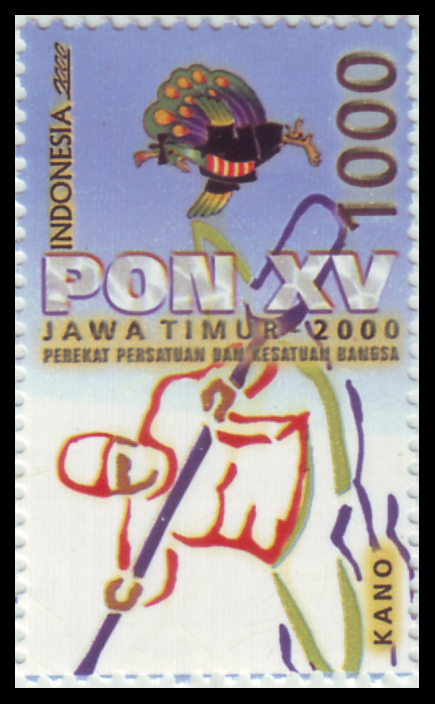 INDONESIA 2000
1000
PON XV
JAWA TIMUR - 2000
PEREKAT PERSATUAN DAN KESATUAN BANGSA
KANO